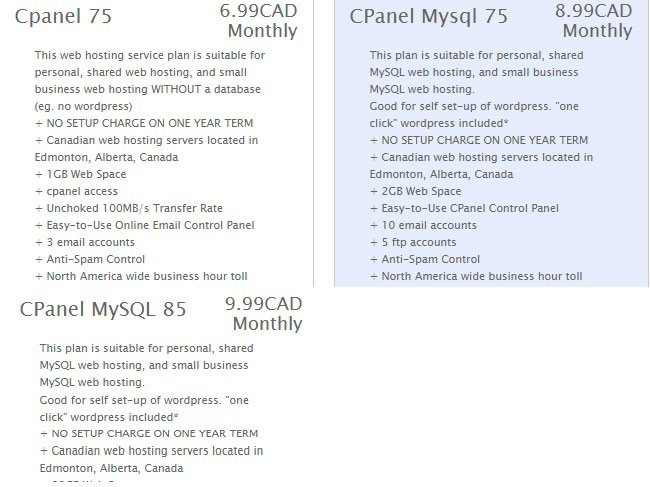 Cpanel 75
6.99CAD
Monthly
This web hosting service plan is suitable for
personal, shared web hosting, and small
business web hosting WITHOUT a database
(eg. no wordpress)
+ NO SETUP CHARGE ON ONE YEAR TERM
+ Canadian web hosting servers located in
Edmonton, Alberta, Canada
+ 1GB Web Space
+ cpanel access
+ Unchoked 100MB/s Transfer Rate
+ Easy-to-Use Online Email Control Panel
+ 3 email accounts
+ Anti-Spam Control
+ North America wide business hour toll
CPanel Mysql 75
8.99CAD
Monthly
This plan is suitable for personal, shared
MySQL web hosting, and small business
MySQL web hosting.
Good for self set-up of wordpress. "one
click" wordpress included*
+ NO SETUP CHARGE ON ONE YEAR TERM
+ Canadian web hosting servers located in
Edmonton, Alberta, Canada
+ 2GB Web Space
+ Easy-to-Use CPanel Control Panel
+ 10 email accounts
+ 5 ftp accounts
+ Anti-Spam Control
+ North America wide business hour toll
CPanel MySQL 85
9.99CAD
Monthly
This plan is suitable for personal, shared
MySQL web hosting, and small business
MySQL web hosting.
Good for self set-up of wordpress. "one
click" wordpress included*
+ NO SETUP CHARGE ON ONE YEAR TERM
+ Canadian web hosting servers located in
Edmonton, Alberta, Canada